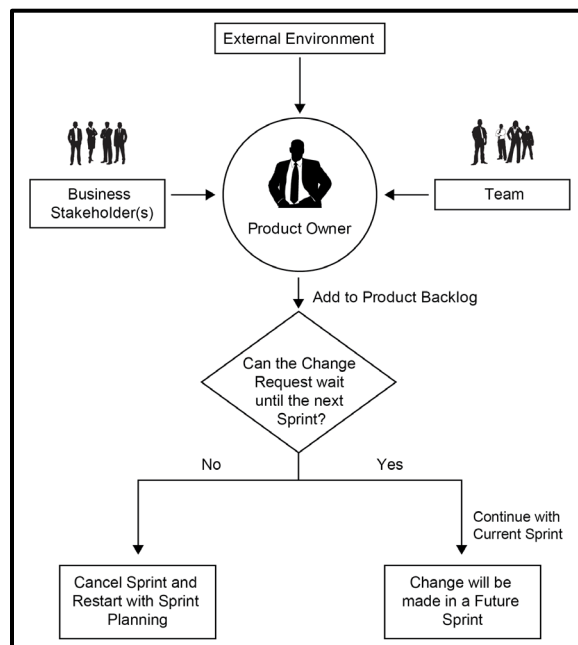 External Environment
Business
Stakeholder(s)
Team
Product Owner
Add to Product Backlog
Can the Change
Request wait
until the next
Sprint?
No
Yes
Continue with
Current Sprint
Cancel Sprint and
Restart with Sprint
Planning
Change will be
made in a Future
Sprint